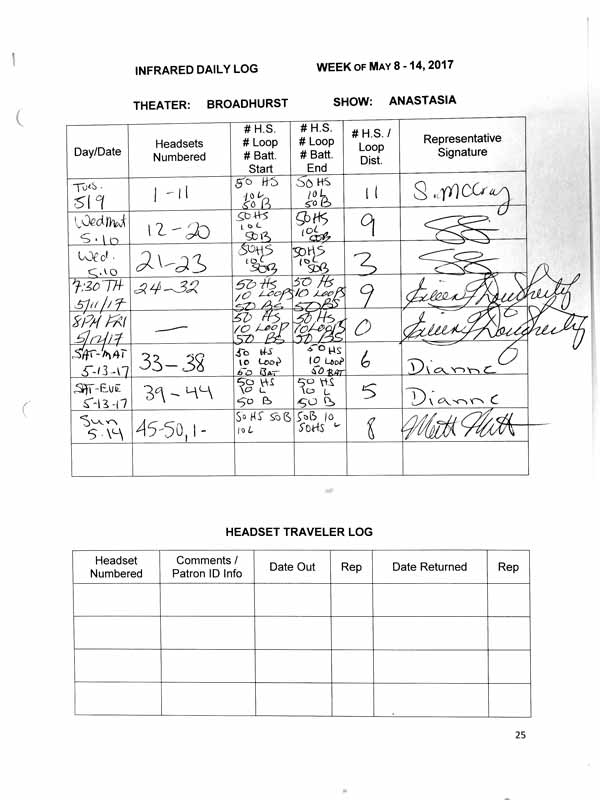 INFRARED DAILY LOG WEEK OF MAY 8 - 14, 2017
THEATER: BROADHURST SHOW: ANASTASIA
Day/Date Headsets Numbered # H.S. # Loop # Batt. Start # H.S. # Loop # Batt. End # H.S. / Loop Dist. Representative Signature
Tues. 5/9 1-11 50 HS 10 L 50 B 50 HS 10 L 50 B 11 S. McCray
Wed mat 5.10 12-20 50HS 10L 50B 50HS 10L 50B 9
Wed. 5.10 21-23 50HS 10L 50B 50HS 10L 50B 3
7:30 TH 5/11/17 24-32 50 HS 10 LOOPS 50 BS 50 HS 10 LOOPS 50 BS 9 Eileen F Dougherty
8PM FRI 5/12/17 — 50 HS 10 LOOP 50 BS 50 HS 10 LOOPS 50 BS 0 Eileen F Dougherty
SAT-MAT 5-13-17 33-38 50 HS 10 LOOP 50 BAT 50 HS 10 LOOP 50 BAT 6 Dianne
SAT-EVE 5-13-17 39-44 50 HS 10 L 50 B 50 HS 10 L 50 B 5 Dianne
Sun 5.14 45-50, 1- 50 HS 50 B 10L 50B 10 50HS L 8 Matt
HEADSET TRAVELER LOG
Headset Numbered Comments / Patron ID Info Date Out Rep Date Returned Rep
25